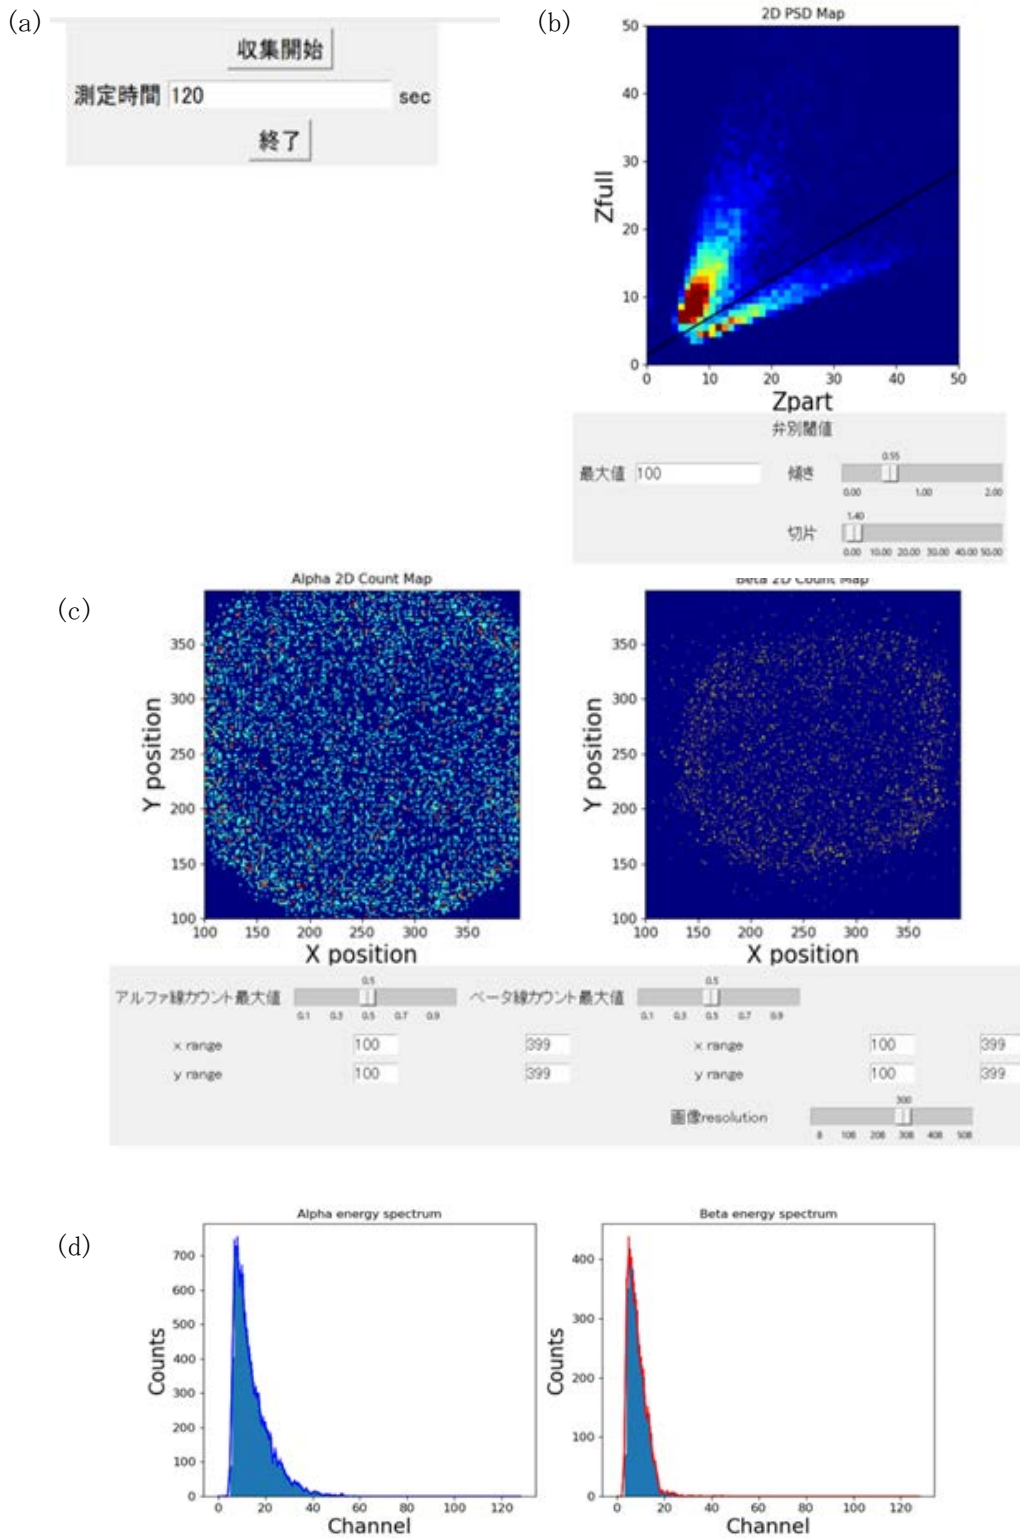 (a)
収集開始
測定時間 120 sec
終了
(b)
2D PSD Map
50
40
30
20
10
0
Zfull
0 10 20 30 40 50
Zpart
弁別閾値
最大値 100 傾き 0.55
0.00 1.00 2.00
切片 1.40
0.00 10.00 20.00 30.00 40.00 50.00
(c)
Alpha 2D Count Map
350
300
250
200
150
100
Y position
100 150 200 250 300 350
X position
Beta 2D Count Map
350
300
250
200
150
100
Y position
100 150 200 250 300 350
X position
アルファ線カウント最大値 0.5
0.1 0.3 0.5 0.7 0.9
ベータ線カウント最大値 0.5
0.1 0.3 0.5 0.7 0.9
x range 100 399 x range 100 399
y range 100 399 y range 100 399
画像resolution 300
8 108 208 308 408 508
(d)
Alpha energy spectrum
700
600
500
400
300
200
100
0
Counts
0 20 40 60 80 100 120
Channel
Beta energy spectrum
400
300
200
100
0
Counts
0 20 40 60 80 100 120
Channel